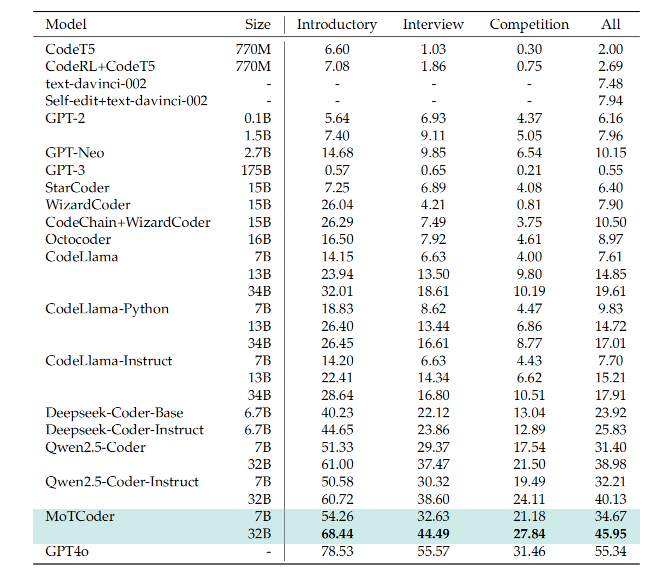 Model Size Introductory Interview Competition All
CodeT5 770M 6.60 1.03 0.30 2.00
CodeRL+CodeT5 770M 7.08 1.86 0.75 2.69
text-davinci-002 - - - - 7.48
Self-edit+text-davinci-002 - - - - 7.94
GPT-2 0.1B 5.64 6.93 4.37 6.16
1.5B 7.40 9.11 5.05 7.96
GPT-Neo 2.7B 14.68 9.85 6.54 10.15
GPT-3 175B 0.57 0.65 0.21 0.55
StarCoder 15B 7.25 6.89 4.08 6.40
WizardCoder 15B 26.04 4.21 0.81 7.90
CodeChain+WizardCoder 15B 26.29 7.49 3.75 10.50
Octocoder 16B 16.50 7.92 4.61 8.97
CodeLlama 7B 14.15 6.63 4.00 7.61
13B 23.94 13.50 9.80 14.85
34B 32.01 18.61 10.19 19.61
CodeLlama-Python 7B 18.83 8.62 4.47 9.83
13B 26.40 13.44 6.86 14.72
34B 26.45 16.61 8.77 17.01
CodeLlama-Instruct 7B 14.20 6.63 4.43 7.70
13B 22.41 14.34 6.62 15.21
34B 28.64 16.80 10.51 17.91
Deepseek-Coder-Base 6.7B 40.23 22.12 13.04 23.92
Deepseek-Coder-Instruct 6.7B 44.65 23.86 12.89 25.83
Qwen2.5-Coder 7B 51.33 29.37 17.54 31.40
32B 61.00 37.47 21.50 38.98
Qwen2.5-Coder-Instruct 7B 50.58 30.32 19.49 32.21
32B 60.72 38.60 24.11 40.13
MoTCoder 7B 54.26 32.63 21.18 34.67
32B 68.44 44.49 27.84 45.95
GPT4o - 78.53 55.57 31.46 55.34